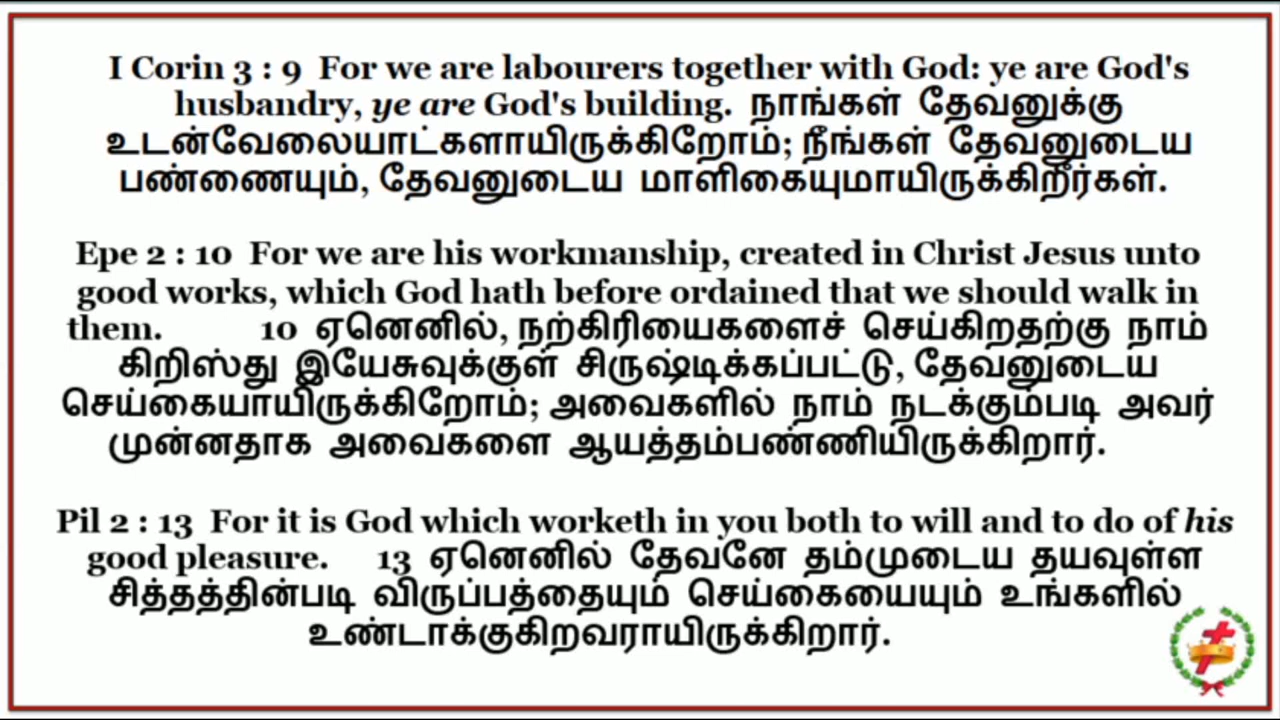 I Corin 3 : 9 For we are labourers together with God: ye are God's
husbandry, ye are God's building. நாங்கள் தேவனுக்கு
உடன்வேலையாட்களாயிருக்கிறோம்; நீங்கள் தேவனுடைய
பண்ணையும், தேவனுடைய மாளிகையுமாயிருக்கிறீர்கள்.
Epe 2 : 10 For we are his workmanship, created in Christ Jesus unto
good works, which God hath before ordained that we should walk in
them. 10 ஏனெனில், நற்கிரியைகளைச் செய்கிறதற்கு நாம்
கிறிஸ்து இயேசுவுக்குள் சிருஷ்டிக்கப்பட்டு, தேவனுடைய
செய்கையாயிருக்கிறோம்; அவைகளில் நாம் நடக்கும்படி அவர்
முன்னதாக அவைகளை ஆயத்தம்பண்ணியிருக்கிறார்.
Pil 2 : 13 For it is God which worketh in you both to will and to do of his
good pleasure. 13 ஏனெனில் தேவனே தம்முடைய தயவுள்ள
சித்தத்தின்படி விருப்பத்தையும் செய்கையையும் உங்களில்
உண்டாக்குகிறவராயிருக்கிறார்.